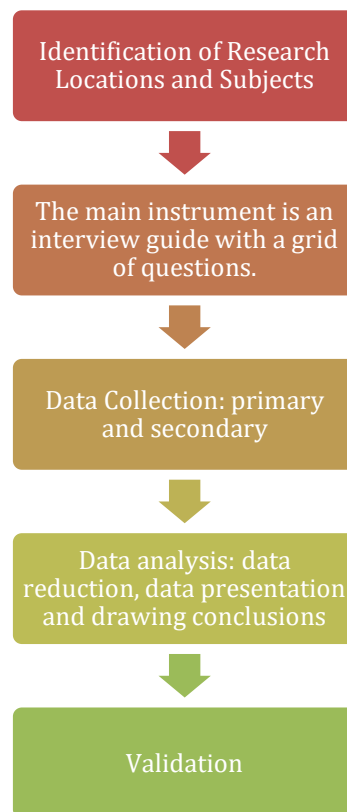 Identification of Research
Locations and Subjects
The main instrument is an
interview guide with a grid
of questions.
Data Collection: primary
and secondary
Data analysis: data
reduction, data presentation
and drawing conclusions
Validation